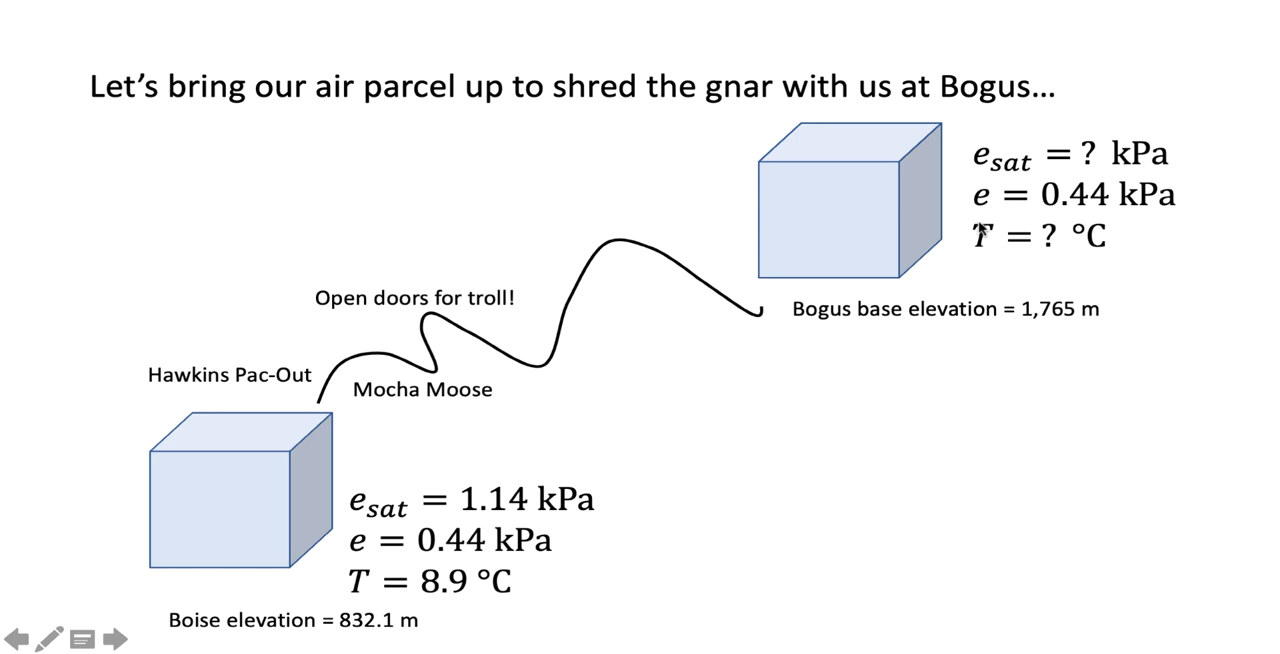 Let’s bring our air parcel up to shred the gnar with us at Bogus...
e_sat = ? kPa
e = 0.44 kPa
T = ? °C
Bogus base elevation = 1,765 m
Open doors for troll!
Hawkins Pac-Out
Mocha Moose
e_sat = 1.14 kPa
e = 0.44 kPa
T = 8.9 °C
Boise elevation = 832.1 m